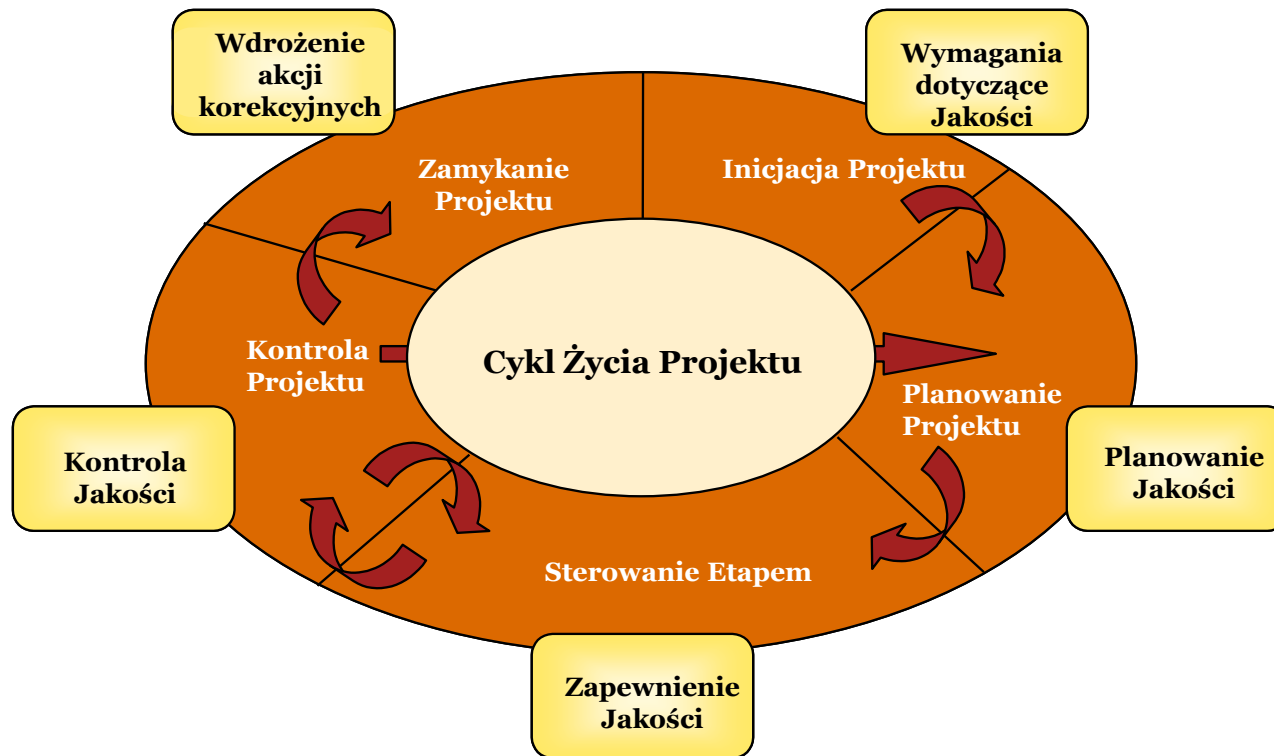 Wdrożenie
akcji
korekcyjnych
Wymagania
dotyczące
Jakości
Zamykanie
Projektu
Inicjacja Projektu
Kontrola
Projektu
Cykl Życia Projektu
Planowanie
Projektu
Kontrola
Jakości
Planowanie
Jakości
Sterowanie Etapem
Zapewnienie
Jakości